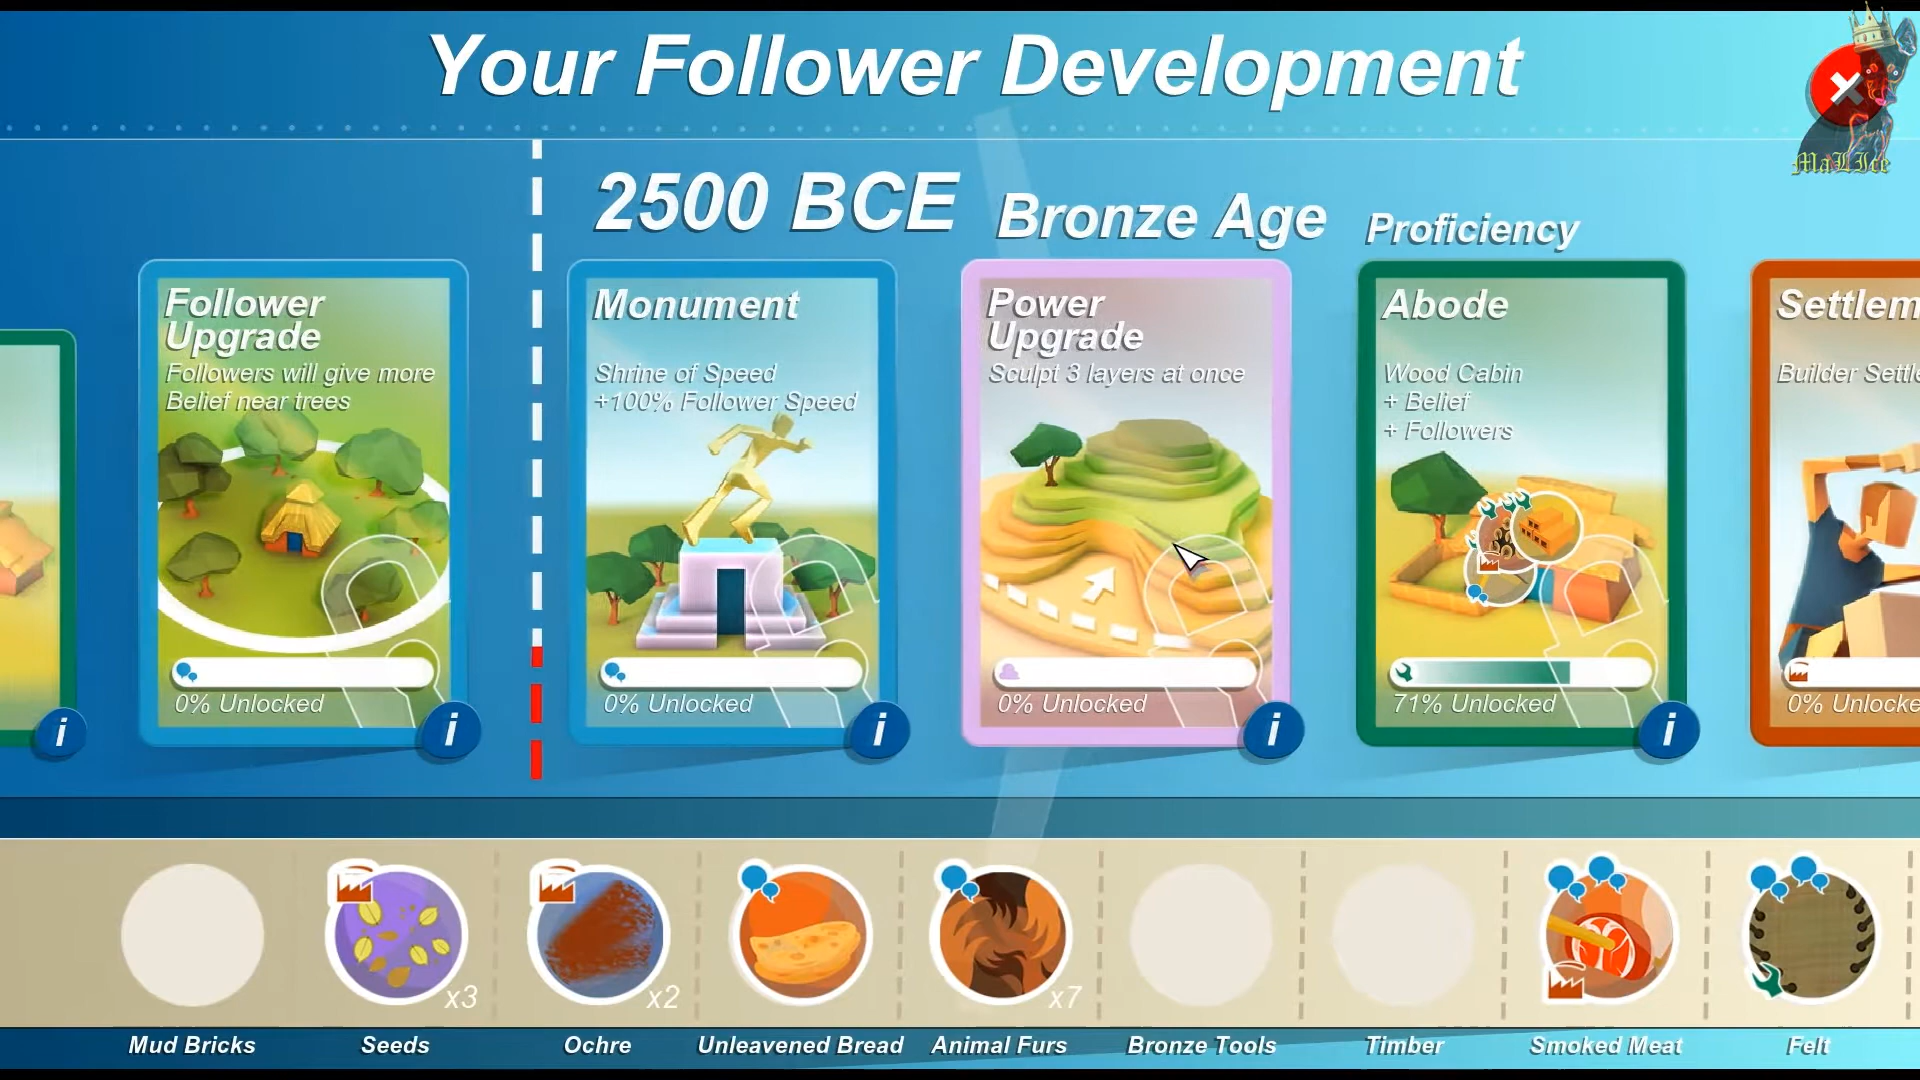 Your Follower Development
MaLIce
2500 BCE Bronze Age Proficiency
Follower
Upgrade
Followers will give more
Belief near trees
0% Unlocked
i
i
Monument
Shrine of Speed
+100% Follower Speed
0% Unlocked
i
Power
Upgrade
Sculpt 3 layers at once
0% Unlocked
i
Abode
Wood Cabin
+ Belief
+ Followers
71% Unlocked
i
Settlem
Builder Settle
0% Unlocke
x3
x2
x7
Mud Bricks
Seeds
Ochre
Unleavened Bread
Animal Furs
Bronze Tools
Timber
Smoked Meat
Felt